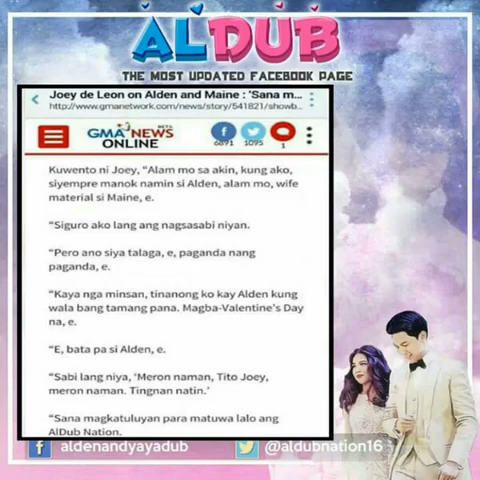 ALDUB
THE MOST UPDATED FACEBOOK PAGE
Joey de Leon on Alden and Maine : 'Sana m...
http://www.gmanetwork.com/news/story/541821/showb...
GMA NEWS
BETA
ONLINE
6891 1095 1
Kuwento ni Joey, "Alam mo sa akin, kung ako,
siyempre manok namin si Alden, alam mo, wife
material si Maine, e.
"Siguro ako lang ang nagsasabi niyan.
"Pero ano siya talaga, e, paganda nang
paganda, e.
"Kaya nga minsan, tinanong ko kay Alden kung
wala bang tamang pana. Magba-Valentine's Day
na, e.
"E, bata pa si Alden, e.
"Sabi lang niya, 'Meron naman, Tito Joey,
meron naman. Tingnan natin.'
"Sana magkatuluyan para matuwa lalo ang
AlDub Nation.
f aldenandyayadub
@aldubnation16